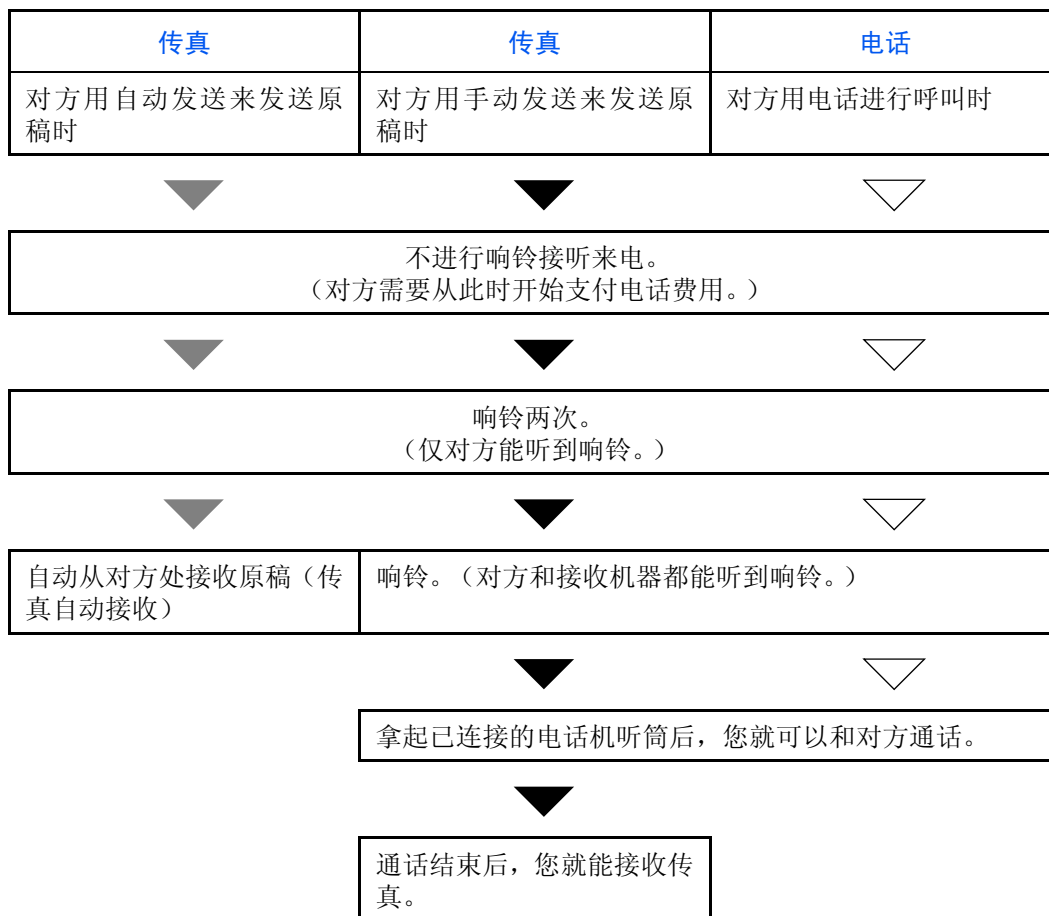 传真
传真
电话
对方用自动发送来发送原
稿时
对方用手动发送来发送原
稿时
对方用电话进行呼叫时
不进行响铃接听来电。
（对方需要从此时开始支付电话费用。）
响铃两次。
（仅对方能听到响铃。）
自动从对方处接收原稿（传
真自动接收）
响铃。（对方和接收机器都能听到响铃。）
拿起已连接的电话机听筒后，您就可以和对方通话。
通话结束后，您就能接收传
真。